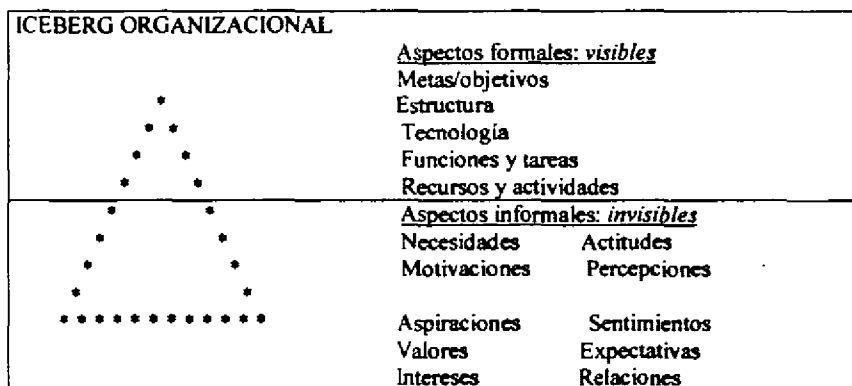 ICEBERG ORGANIZACIONAL
Aspectos formales: visibles
Metas/objetivos
Estructura
Tecnología
Funciones y tareas
Recursos y actividades
Aspectos informales: invisibles
Necesidades Actitudes
Motivaciones Percepciones
Aspiraciones Sentimientos
Valores Expectativas
Intereses Relaciones